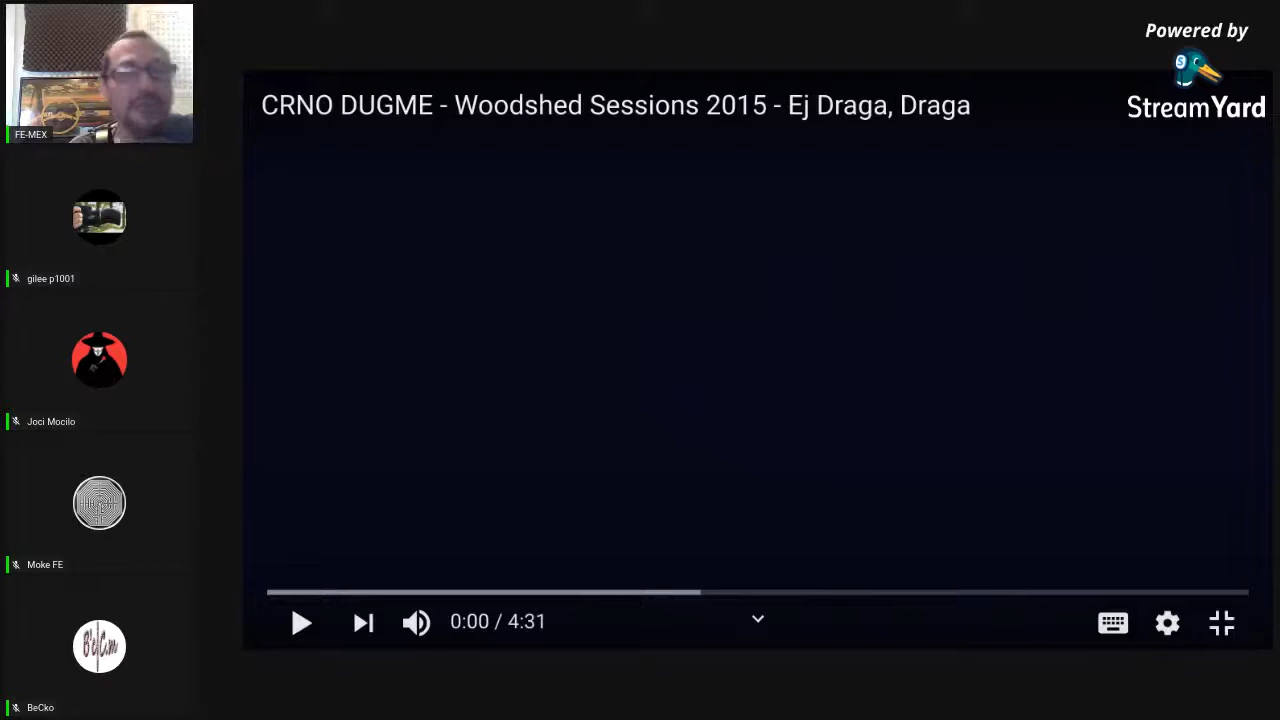 Powered by
StreamYard
CRNO DUGME - Woodshed Sessions 2015 - Ej Draga, Draga
FE-MEX
gilee p1001
Joci Mocilo
Moke FE
BeCko
0:00 / 4:31